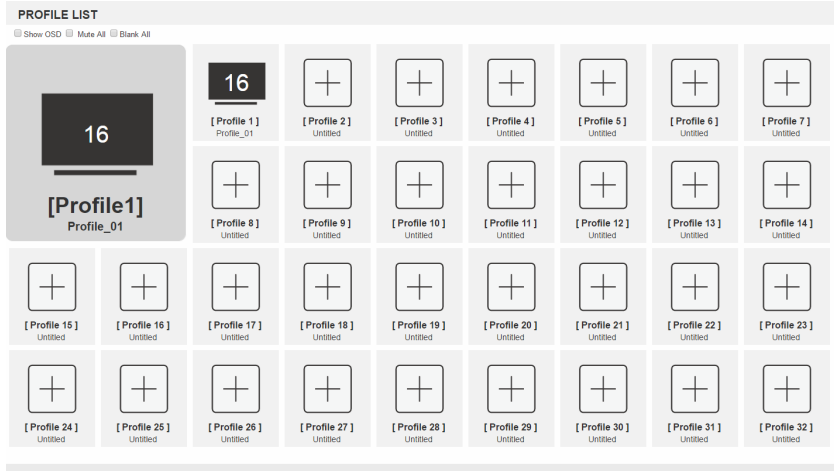 PROFILE LIST
Show OSD Mute All Blank All
16
[Profile1]
Profile_01
16
[ Profile 1 ]
Profile_01
[ Profile 2 ]
Untitled
[ Profile 3 ]
Untitled
[ Profile 4 ]
Untitled
[ Profile 5 ]
Untitled
[ Profile 6 ]
Untitled
[ Profile 7 ]
Untitled
[ Profile 8 ]
Untitled
[ Profile 9 ]
Untitled
[ Profile 10 ]
Untitled
[ Profile 11 ]
Untitled
[ Profile 12 ]
Untitled
[ Profile 13 ]
Untitled
[ Profile 14 ]
Untitled
[ Profile 15 ]
Untitled
[ Profile 16 ]
Untitled
[ Profile 17 ]
Untitled
[ Profile 18 ]
Untitled
[ Profile 19 ]
Untitled
[ Profile 20 ]
Untitled
[ Profile 21 ]
Untitled
[ Profile 22 ]
Untitled
[ Profile 23 ]
Untitled
[ Profile 24 ]
Untitled
[ Profile 25 ]
Untitled
[ Profile 26 ]
Untitled
[ Profile 27 ]
Untitled
[ Profile 28 ]
Untitled
[ Profile 29 ]
Untitled
[ Profile 30 ]
Untitled
[ Profile 31 ]
Untitled
[ Profile 32 ]
Untitled